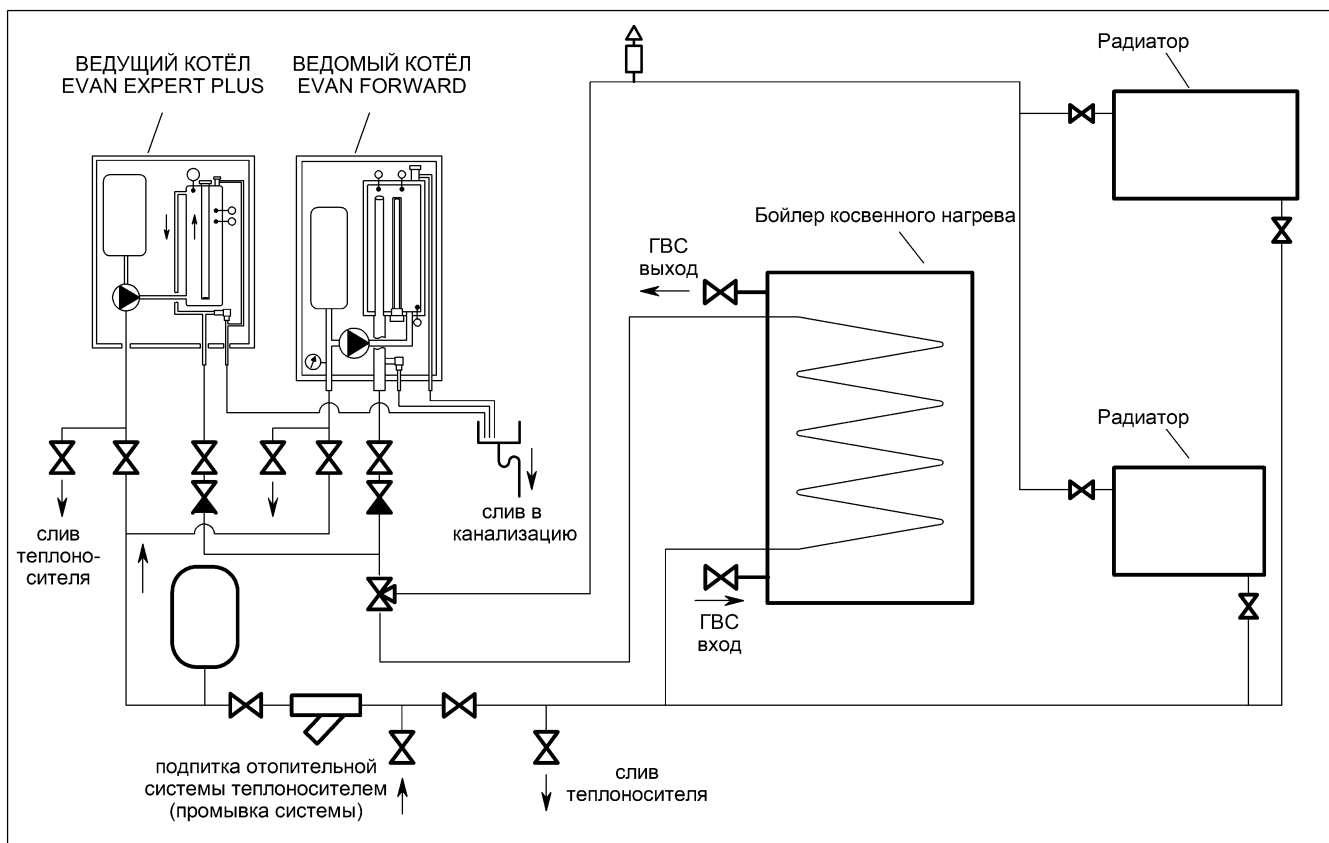 ВЕДУЩИЙ КОТЁЛ
EVAN EXPERT PLUS
ВЕДОМЫЙ КОТЁЛ
EVAN FORWARD
Радиатор
Бойлер косвенного нагрева
ГВС
выход
Радиатор
слив
теплоно-
сителя
слив в
канализацию
ГВС
вход
подпитка отопительной
системы теплоносителем
(промывка системы)
слив
теплоносителя